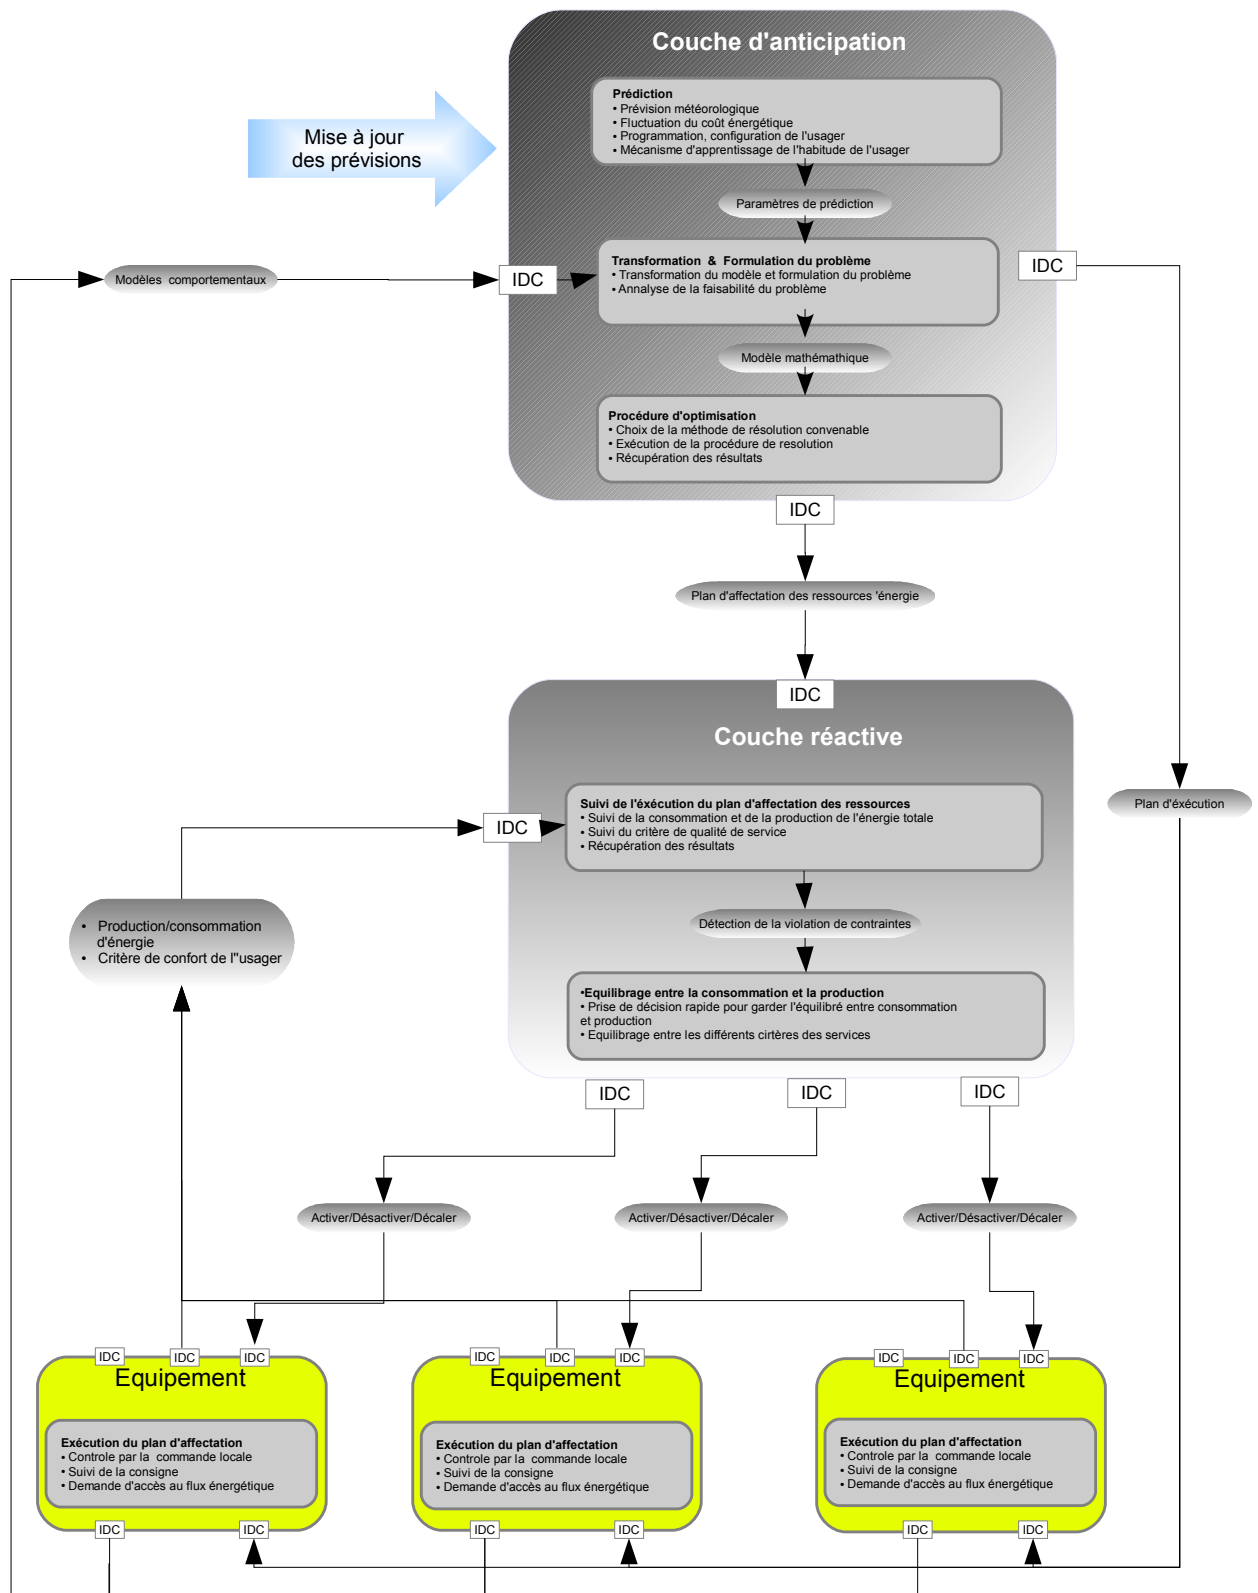 Couche d'anticipation
Prédiction
• Prévision météorologique
• Fluctuation du coût énergétique
• Programmation, configuration de l'usager
• Mécanisme d'apprentissage de l'habitude de l'usager
Mise à jour
des prévisions
Paramètres de prédiction
Modèles comportementaux
IDC
Transformation & Formulation du problème
• Transformation du modèle et formulation du problème
• Annalyse de la faisabilité du problème
IDC
Modèle mathémathique
Procédure d'optimisation
• Choix de la méthode de résolution convenable
• Exécution de la procédure de resolution
• Récupération des résultats
IDC
Plan d'affectation des ressources 'énergie
IDC
Couche réactive
Suivi de l'éxécution du plan d'affectation des ressources
• Suivi de la consommation et de la production de l'énergie totale
• Suivi du critère de qualité de service
• Récupération des résultats
IDC
Plan d'éxécution
• Production/consommation
d'énergie
• Critère de confort de l''usager
Détection de la violation de contraintes
•Equilibrage entre la consommation et la production
• Prise de décision rapide pour garder l'équilibré entre consommation
et production
• Equilibrage entre les différents cirtères des services
IDC
IDC
IDC
Activer/Désactiver/Décaler
Activer/Désactiver/Décaler
Activer/Désactiver/Décaler
IDC
IDC
IDC
Equipement
Exécution du plan d'affectation
• Controle par la commande locale
• Suivi de la consigne
• Demande d'accès au flux énergétique
IDC
IDC
IDC
IDC
IDC
Equipement
Exécution du plan d'affectation
• Controle par la commande locale
• Suivi de la consigne
• Demande d'accès au flux énergétique
IDC
IDC
IDC
IDC
IDC
Equipement
Exécution du plan d'affectation
• Controle par la commande locale
• Suivi de la consigne
• Demande d'accès au flux énergétique
IDC
IDC